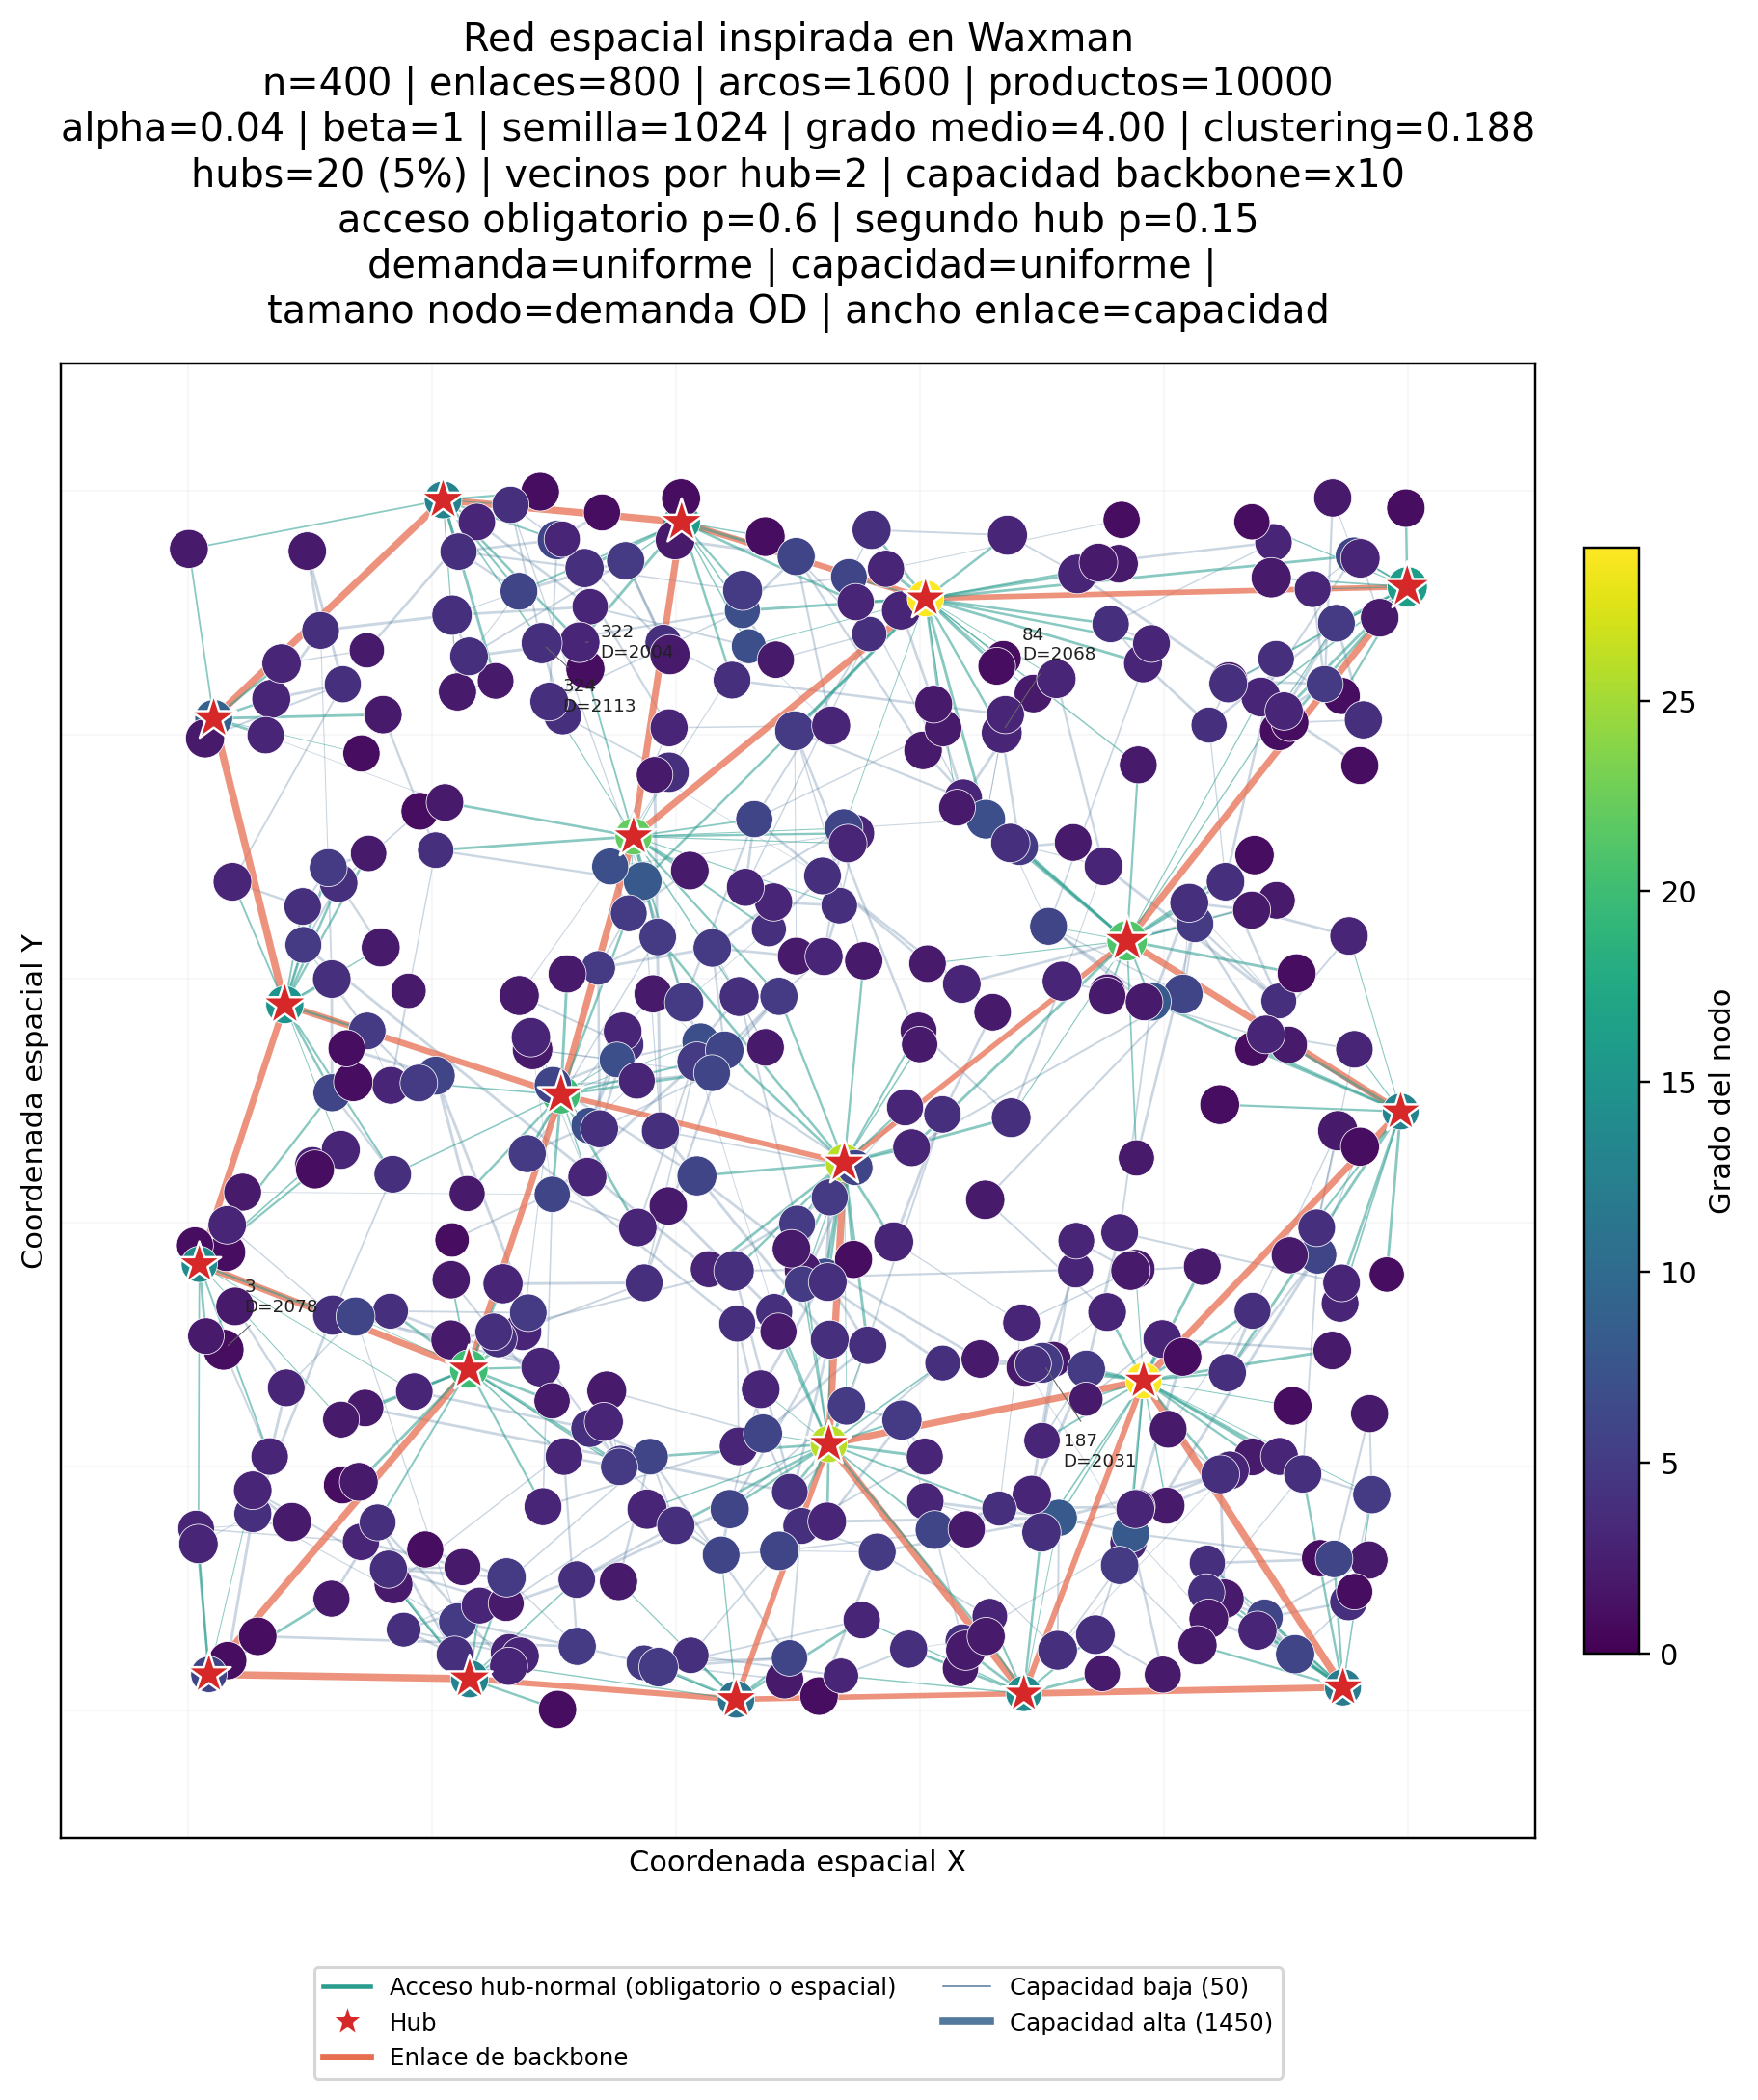 Red espacial inspirada en Waxman
n=400 | enlaces=800 | arcos=1600 | productos=10000
alpha=0.04 | beta=1 | semilla=1024 | grado medio=4.00 | clustering=0.188
hubs=20 (5%) | vecinos por hub=2 | capacidad backbone=x10
acceso obligatorio p=0.6 | segundo hub p=0.15
demanda=uniforme | capacidad=uniforme |
tamano nodo=demanda OD | ancho enlace=capacidad
322
D=2004
84
D=2068
324
D=2113
3
D=2078
187
D=2031
Coordenada espacial Y
Coordenada espacial X
25
20
15
10
5
0
Grado del nodo
Acceso hub-normal (obligatorio o espacial)
Hub
Enlace de backbone
Capacidad baja (50)
Capacidad alta (1450)